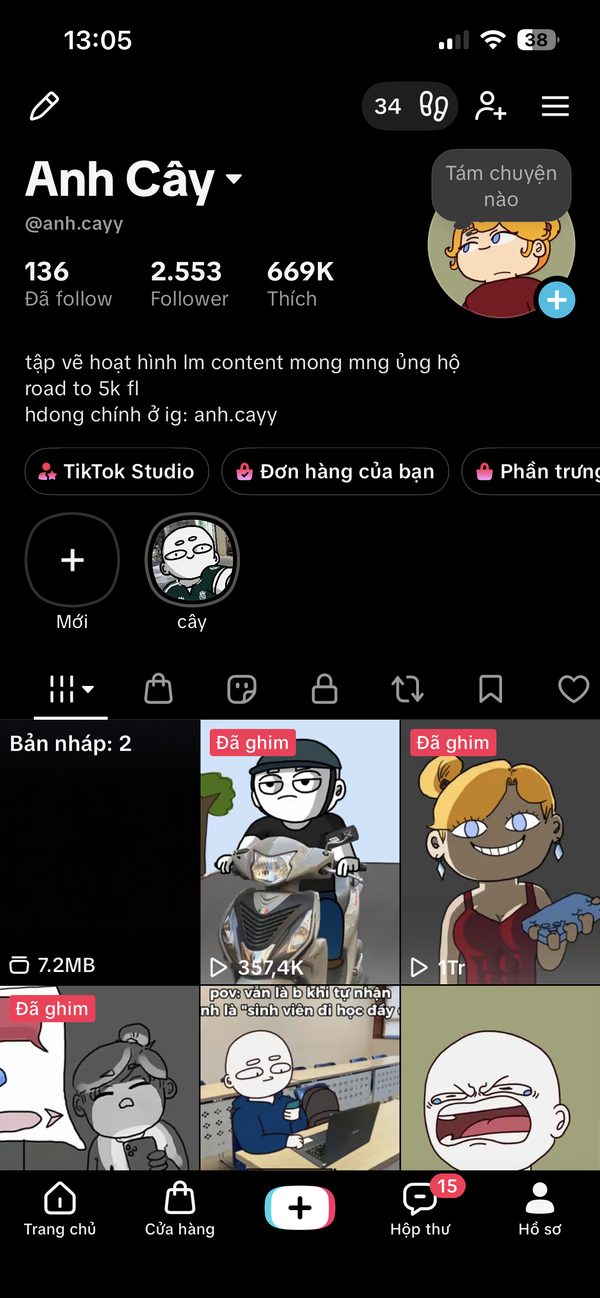 13:05
38
34
Anh Cây
Tám chuyện
nào
@anh.cayy
136
2.553
669K
Đã follow
Follower
Thích
tập vẽ hoạt hình lm content mong mng ủng hộ
road to 5k fl
hdong chính ở ig: anh.cayy
TikTok Studio
Đơn hàng của bạn
Phần trưng
Mới
cây
Bản nháp: 2
Đã ghim
Đã ghim
7.2MB
357,4K
1Tr
Đã ghim
pov: vẫn là b khi tự nhận
nh là "sinh viên đi học đầy
15
Trang chủ
Cửa hàng
Hộp thư
Hồ sơ